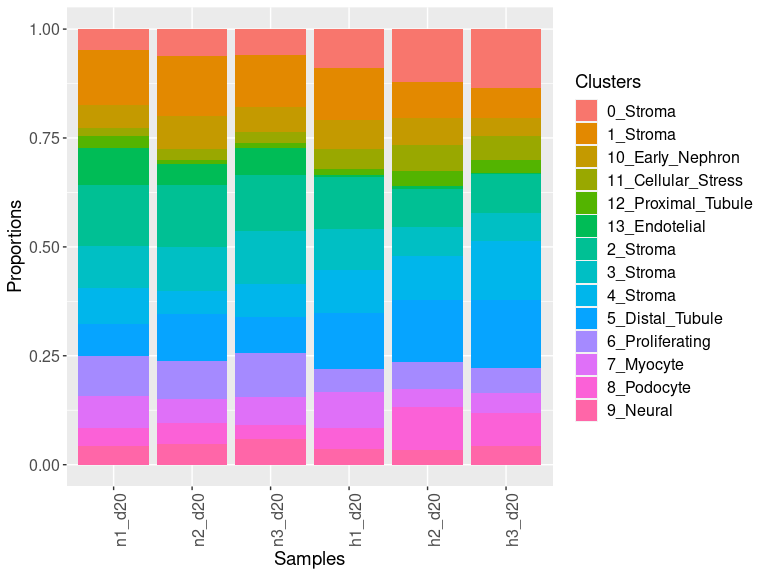 1.00
0.75
0.50
0.25
0.00
Proportions
n1_d20
n2_d20
n3_d20
h1_d20
h2_d20
h3_d20
Samples
Clusters
0_Stroma
1_Stroma
10_Early_Nephron
11_Cellular_Stress
12_Proximal_Tubule
13_Endotelial
2_Stroma
3_Stroma
4_Stroma
5_Distal_Tubule
6_Proliferating
7_Myocyte
8_Podocyte
9_Neural